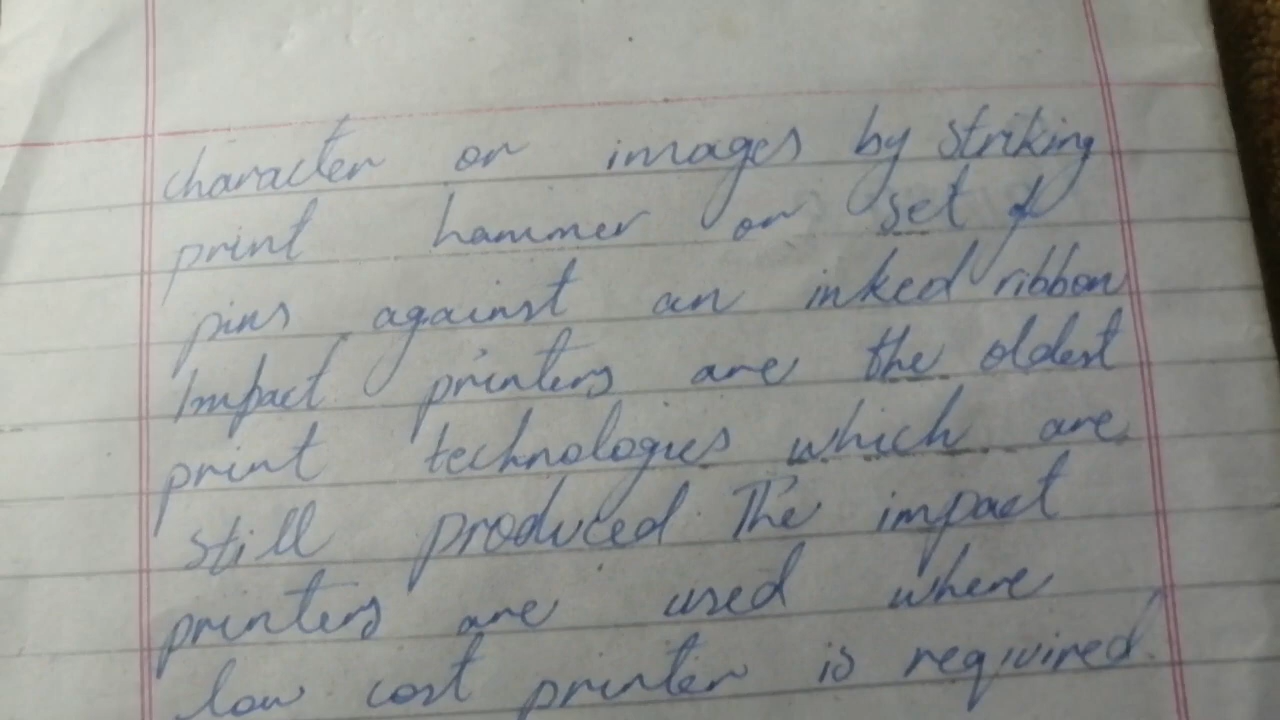 character or images by striking
print hammer or set of
pins against an inked ribbon
Impact printers are the oldest
print technologies which are
still produced. The impact
printers are used where
low cost printer is required.